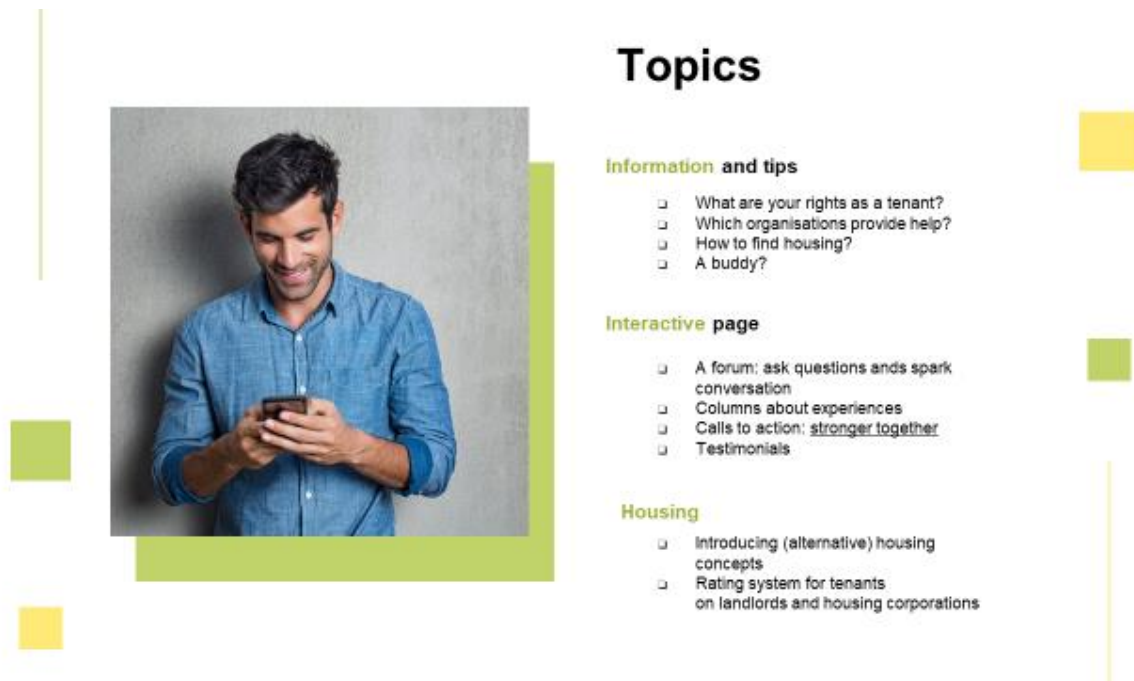 Topics
Information and tips
❑ What are your rights as a tenant?
❑ Which organisations provide help?
❑ How to find housing?
❑ A buddy?
Interactive page
❑ A forum: ask questions ands spark
conversation
❑ Columns about experiences
❑ Calls to action: stronger together
❑ Testimonials
Housing
❑ Introducing (alternative) housing
concepts
❑ Rating system for tenants
on landlords and housing corporations